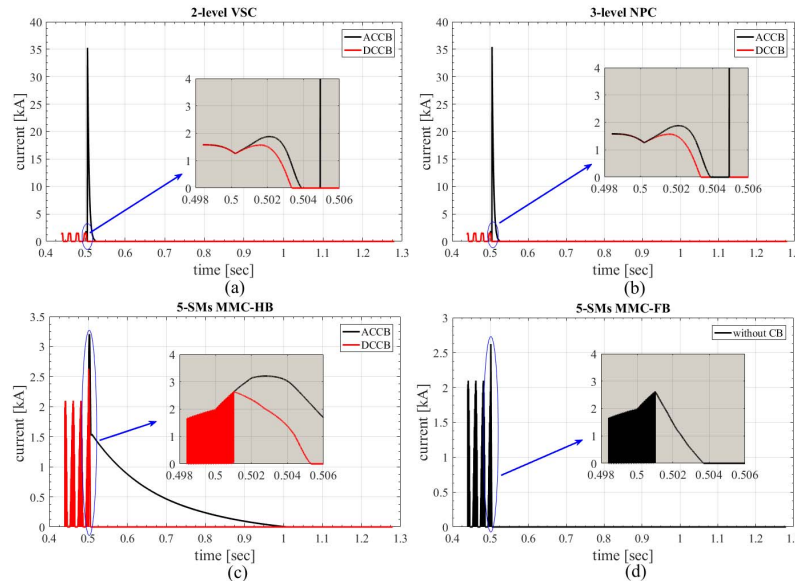 2-level VSC
ACCB
DCCB
current [kA]
40
35
30
25
20
15
10
5
0
4
3
2
1
0
0.498 0.5 0.502 0.504 0.506
0.4 0.5 0.6 0.7 0.8 0.9 1 1.1 1.2 1.3
time [sec]
(a)
3-level NPC
ACCB
DCCB
current [kA]
40
35
30
25
20
15
10
5
0
4
3
2
1
0
0.498 0.5 0.502 0.504 0.506
0.4 0.5 0.6 0.7 0.8 0.9 1 1.1 1.2 1.3
time [sec]
(b)
5-SMs MMC-HB
ACCB
DCCB
current [kA]
3.5
3
2.5
2
1.5
1
0.5
0
4
3
2
1
0
0.498 0.5 0.502 0.504 0.506
0.4 0.5 0.6 0.7 0.8 0.9 1 1.1 1.2 1.3
time [sec]
(c)
5-SMs MMC-FB
without CB
current [kA]
3
2.5
2
1.5
1
0.5
0
4
3
2
1
0
0.498 0.5 0.502 0.504 0.506
0.4 0.5 0.6 0.7 0.8 0.9 1 1.1 1.2 1.3
time [sec]
(d)